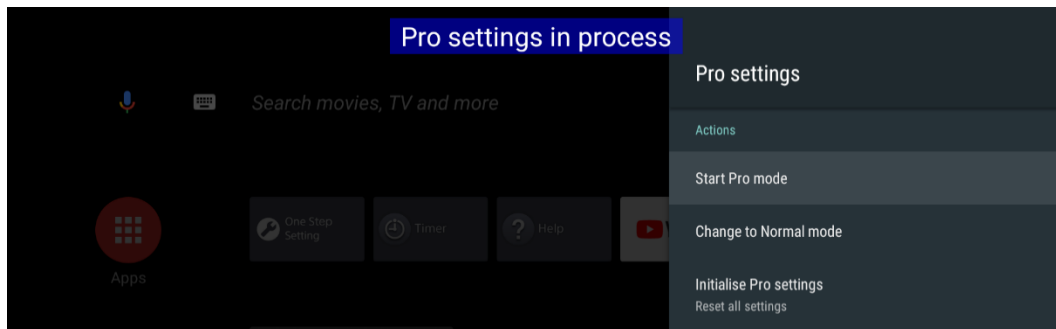 Pro settings in process
Pro settings
Search movies, TV and more
Actions
Start Pro mode
One Step
Setting
Timer
Help
Change to Normal mode
Apps
Initialise Pro settings
Reset all settings